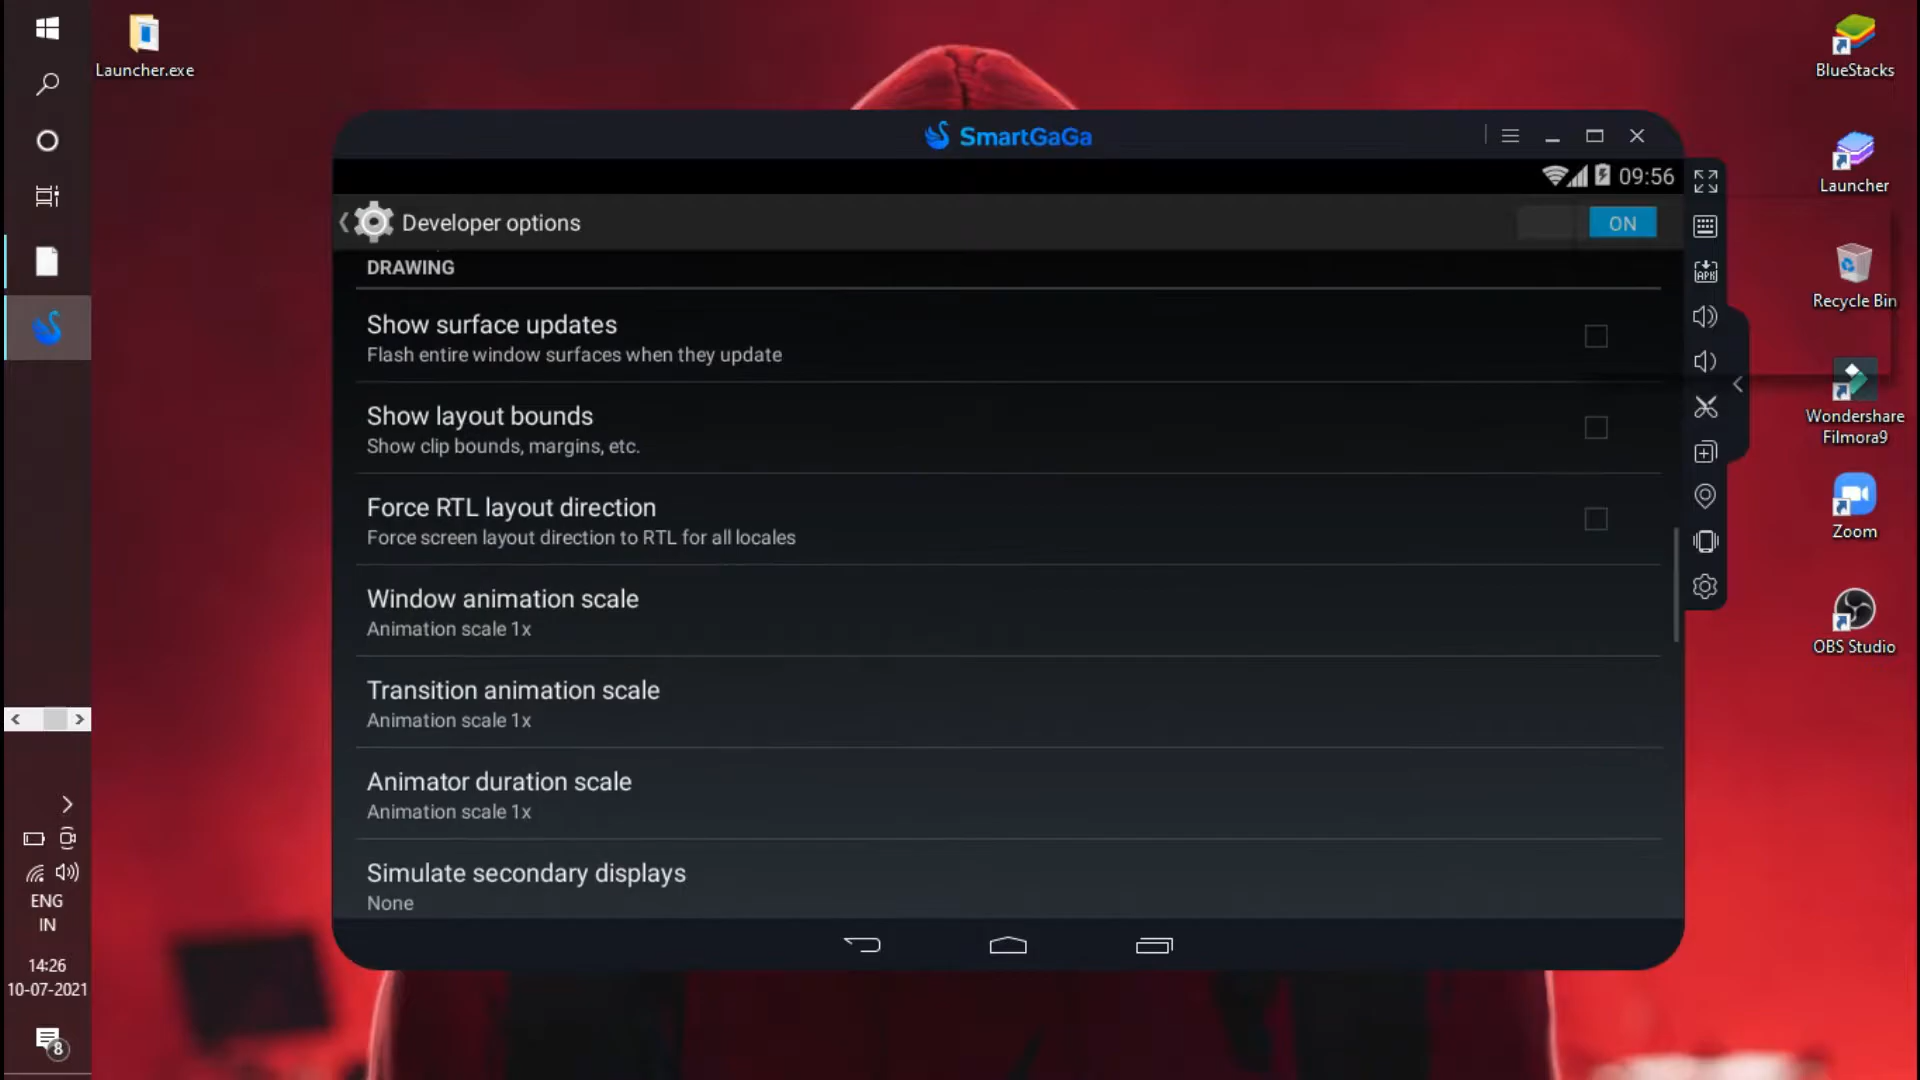 Launcher.exe
BlueStacks
Launcher
Recycle Bin
Wondershare
Filmora9
Zoom
OBS Studio
SmartGaGa
09:56
Developer options
ON
DRAWING
Show surface updates
Flash entire window surfaces when they update
Show layout bounds
Show clip bounds, margins, etc.
Force RTL layout direction
Force screen layout direction to RTL for all locales
Window animation scale
Animation scale 1x
Transition animation scale
Animation scale 1x
Animator duration scale
Animation scale 1x
Simulate secondary displays
None
APK
ENG
IN
14:26
10-07-2021
8